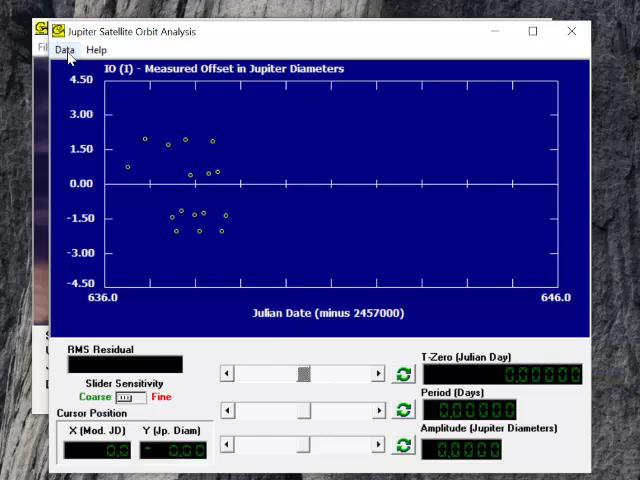 Jupiter Satellite Orbit Analysis
Fil
Data Help
IO (I) - Measured Offset in Jupiter Diameters
4.50
3.00
1.50
0.00
-1.50
-3.00
-4.50
636.0 646.0
Julian Date (minus 2457000)
RMS Residual
Slider Sensitivity
Coarse Fine
Cursor Position
X (Mod. JD) Y (Jp. Diam)
0.0 - 0.00
T-Zero (Julian Day)
0.00000
Period (Days)
0.00000
Amplitude (Jupiter Diameters)
0.0000